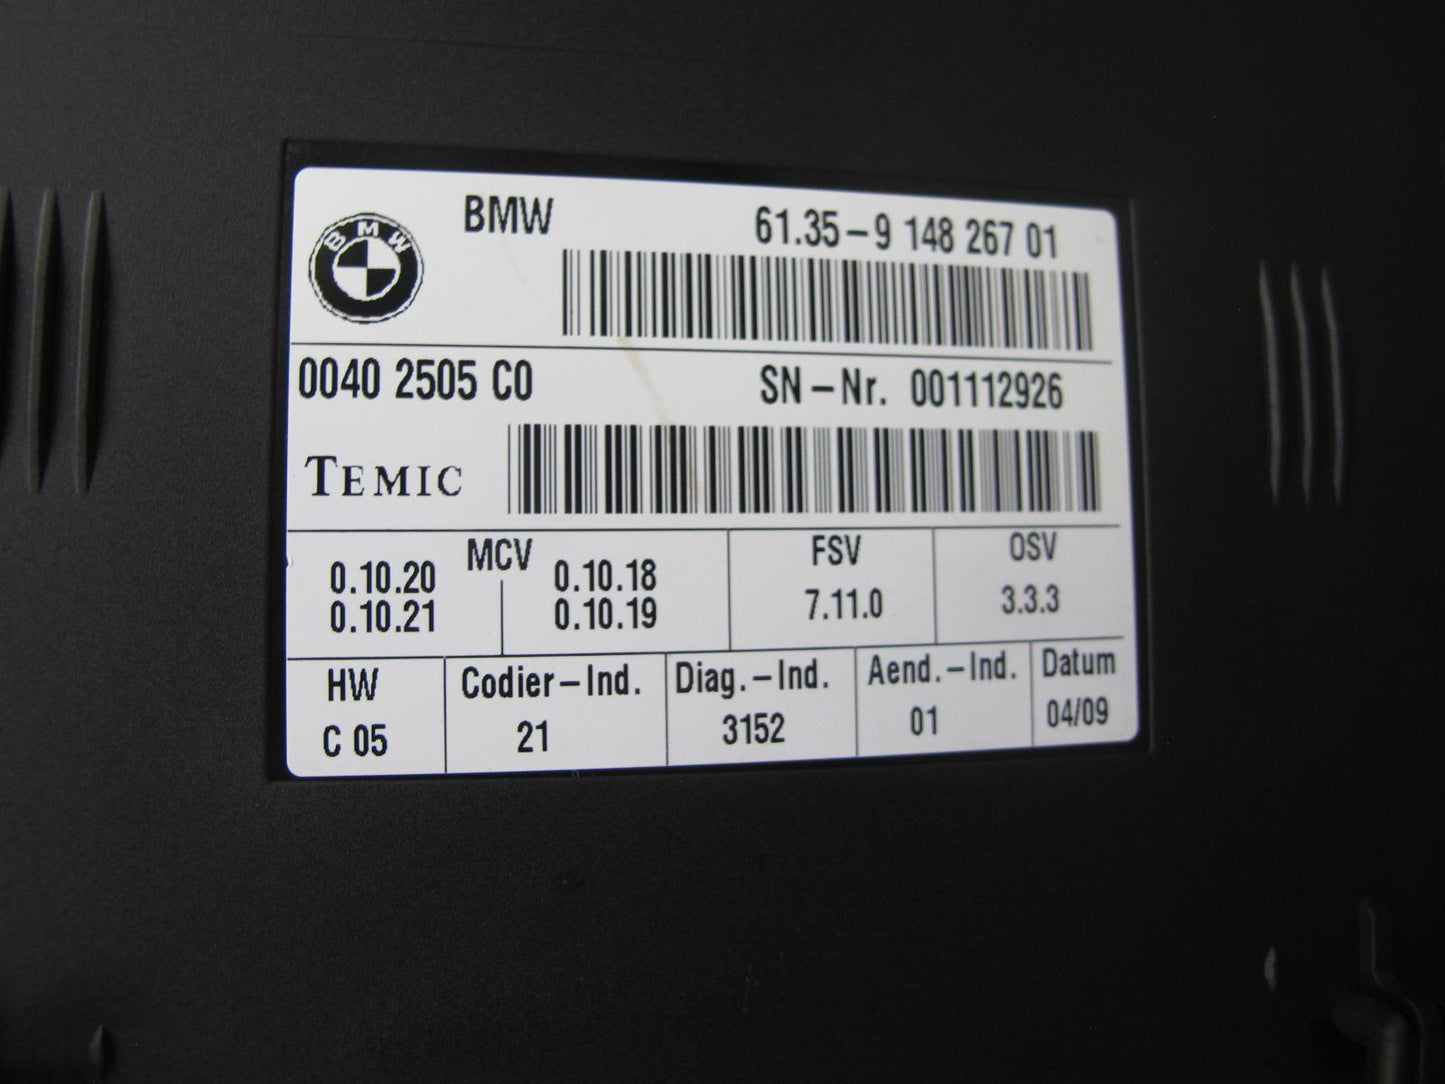 BMW
BMW 61.35-9 148 267 01
0040 2505 C0 SN-Nr. 001112926
TEMIC
MCV FSV OSV
0.10.20 0.10.18 7.11.0 3.3.3
0.10.21 0.10.19
HW Codier-Ind. Diag.-Ind. Aend.-Ind. Datum
C 05 21 3152 01 04/09